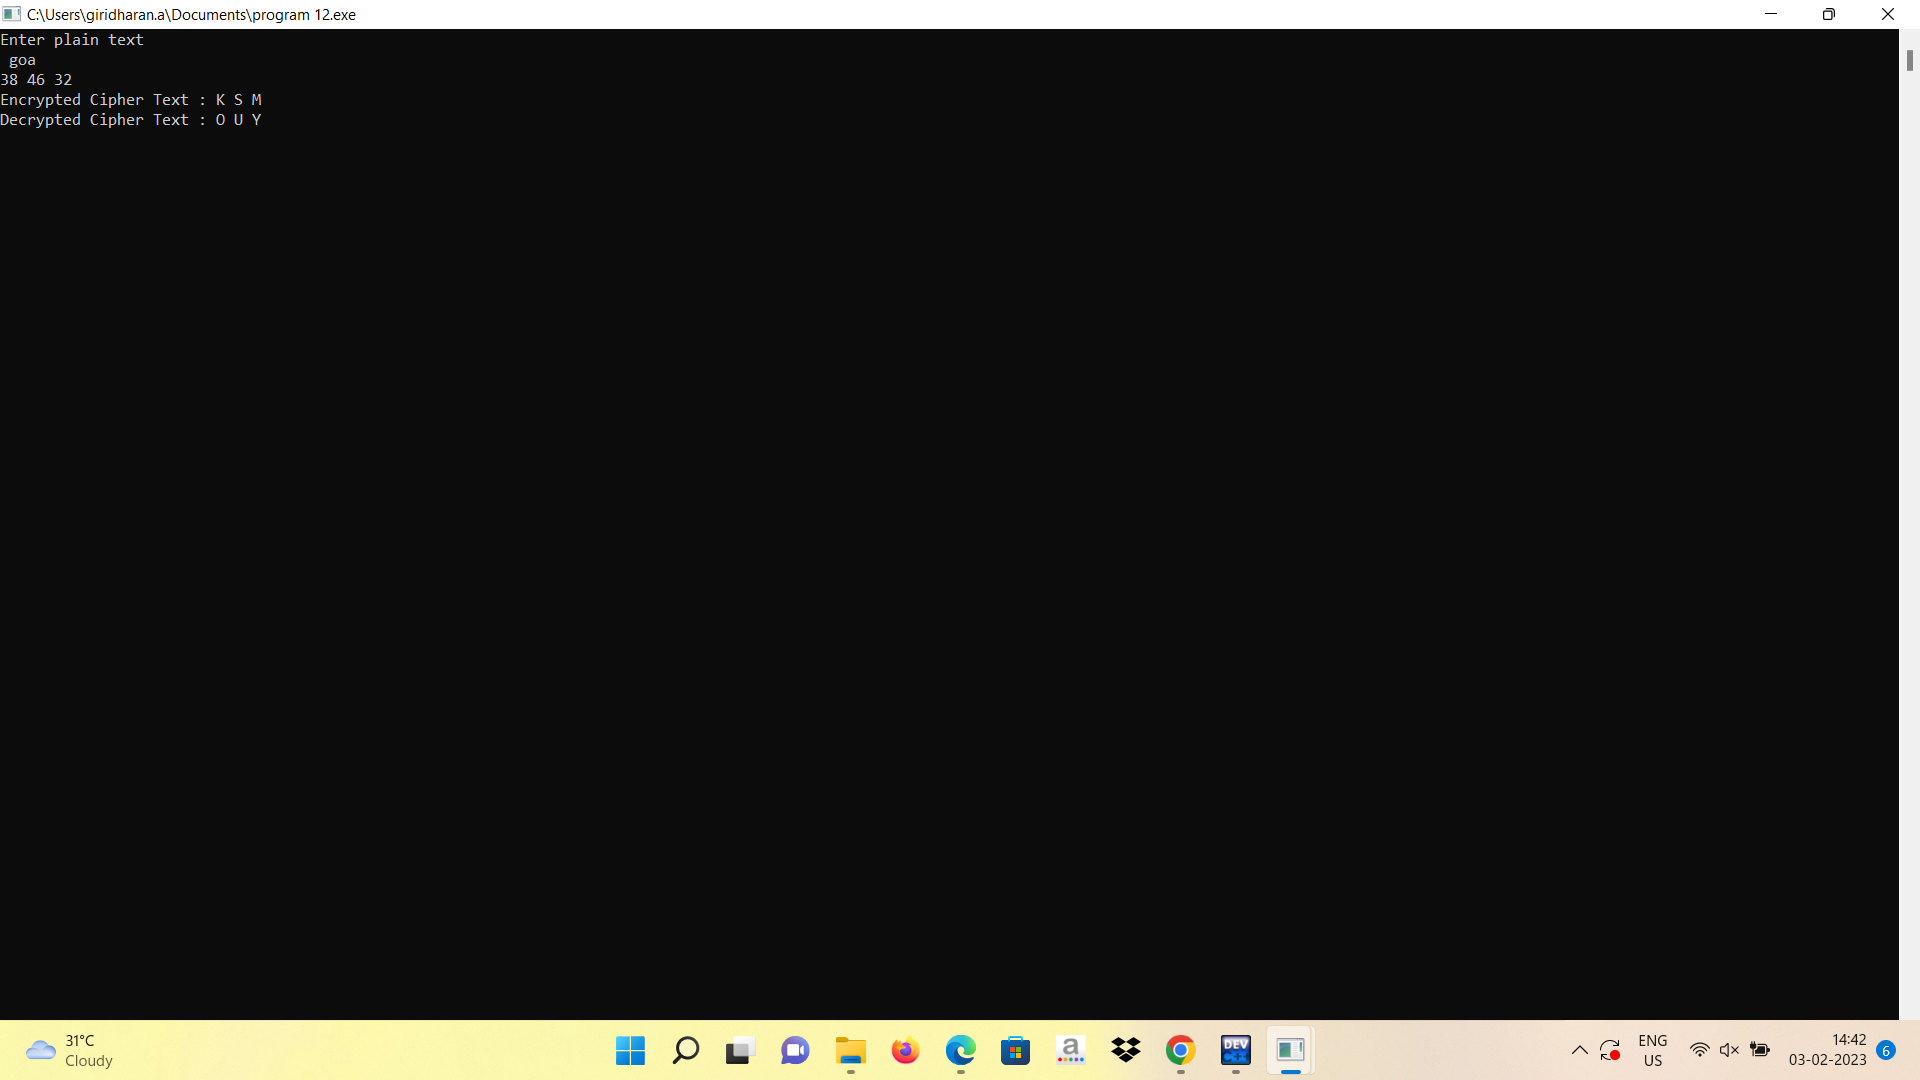 C:\Users\giridharan.a\Documents\program 12.exe
Enter plain text
goa
38 46 32
Encrypted Cipher Text : K S M
Decrypted Cipher Text : O U Y
31°C
Cloudy
a
DEV
C++
ENG
US
14:42
03-02-2023
6